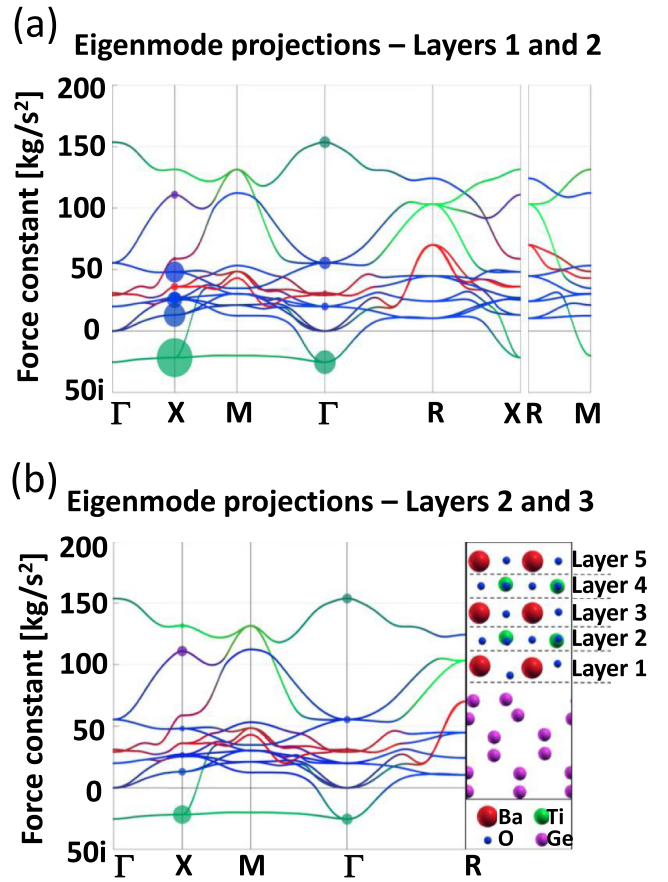 (a)
Eigenmode projections – Layers 1 and 2
Force constant [kg/s²]
200
150
100
50
0
50i
Γ X M Γ R X R M
(b)
Eigenmode projections – Layers 2 and 3
Force constant [kg/s²]
200
150
100
50
0
50i
Γ X M Γ R
Layer 5
Layer 4
Layer 3
Layer 2
Layer 1
Ba Ti
O Ge